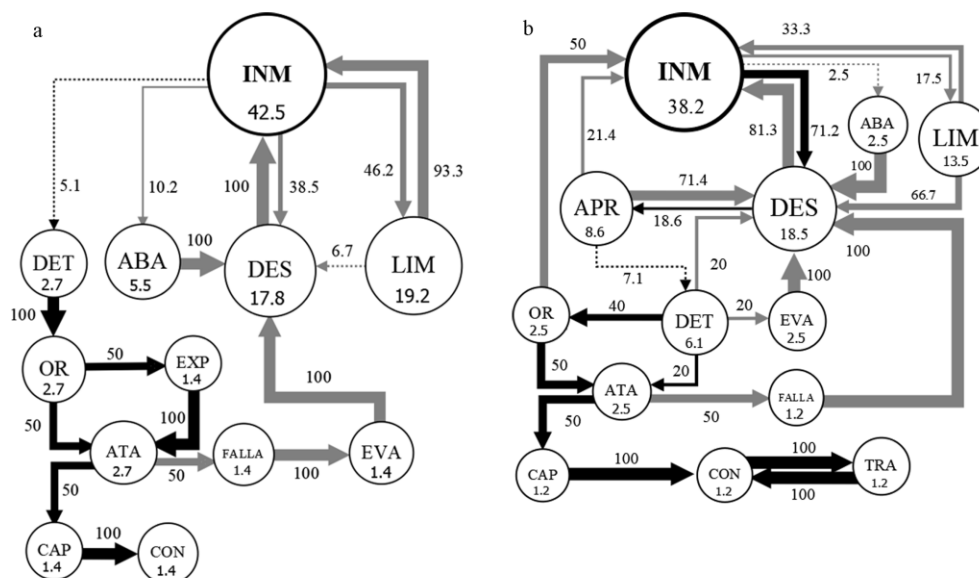 a
INM
42.5
5.1
10.2
100
38.5
46.2
93.3
DET
2.7
ABA
5.5
100
DES
17.8
6.7
LIM
19.2
100
OR
2.7
50
EXP
1.4
50
100
100
ATA
2.7
50
FALLA
1.4
100
EVA
1.4
50
CAP
1.4
100
CON
1.4
b
50
INM
38.2
33.3
2.5
17.5
21.4
81.3
71.2
ABA
2.5
LIM
13.5
100
APR
8.6
71.4
18.6
DES
18.5
66.7
100
7.1
20
100
OR
2.5
40
DET
6.1
20
EVA
2.5
50
20
ATA
2.5
50
FALLA
1.2
50
CAP
1.2
100
CON
1.2
100
100
TRA
1.2